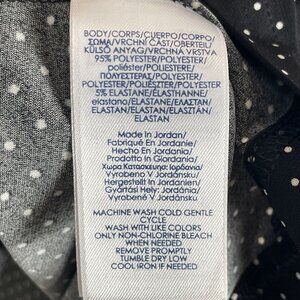 BODY/CORPS/CUERPO/CORPO/
ΣΩΜΑ/VRCHNÍ ČÁST/OBERTEIL/
KÜLSŐ ANYAG/VRCHNÁ VRSTVA
95% POLYESTER/POLYESTER/
poliéster/POLIESTERE/
ΠΟΛΥΕΣΤΕΡΑΣ/POLYESTER/
POLYESTER/POLIÉSZTER/POLYESTER
5% ELASTANE/ÉLASTHANNE/
elastano/ELASTANE/ΕΛΑΣΤΑΝ/
ELASTAN/ELASTAN/ELASZTÁN/
ELASTAN
Made In Jordan/
Fabriqué En Jordanie/
Hecho En Jordania/
Prodotto In Giordania/
Χώρα Κατασκευής Ιορδανία/
Vyrobeno V Jordánsku/
Hergestellt In Jordanien/
Gyártási Hely: Jordánia/
Vyrobené V Jordánsku
MACHINE WASH COLD GENTLE
CYCLE
WASH WITH LIKE COLORS
ONLY NON-CHLORINE BLEACH
WHEN NEEDED
REMOVE PROMPTLY
TUMBLE DRY LOW
COOL IRON IF NEEDED